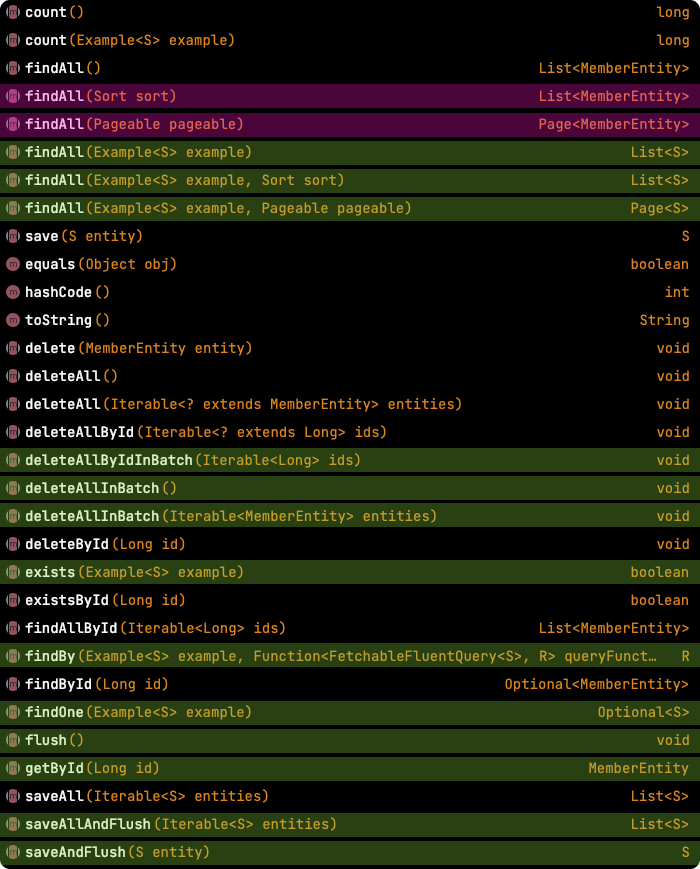 count() long
count(Example<S> example) long
findAll() List<MemberEntity>
findAll(Sort sort) List<MemberEntity>
findAll(Pageable pageable) Page<MemberEntity>
findAll(Example<S> example) List<S>
findAll(Example<S> example, Sort sort) List<S>
findAll(Example<S> example, Pageable pageable) Page<S>
save(S entity) S
equals(Object obj) boolean
hashCode() int
toString() String
delete(MemberEntity entity) void
deleteAll() void
deleteAll(Iterable<? extends MemberEntity> entities) void
deleteAllById(Iterable<? extends Long> ids) void
deleteAllByIdInBatch(Iterable<Long> ids) void
deleteAllInBatch() void
deleteAllInBatch(Iterable<MemberEntity> entities) void
deleteById(Long id) void
exists(Example<S> example) boolean
existsById(Long id) boolean
findAllById(Iterable<Long> ids) List<MemberEntity>
findBy(Example<S> example, Function<FetchableFluentQuery<S>, R> queryFunct… R
findById(Long id) Optional<MemberEntity>
findOne(Example<S> example) Optional<S>
flush() void
getById(Long id) MemberEntity
saveAll(Iterable<S> entities) List<S>
saveAllAndFlush(Iterable<S> entities) List<S>
saveAndFlush(S entity) S